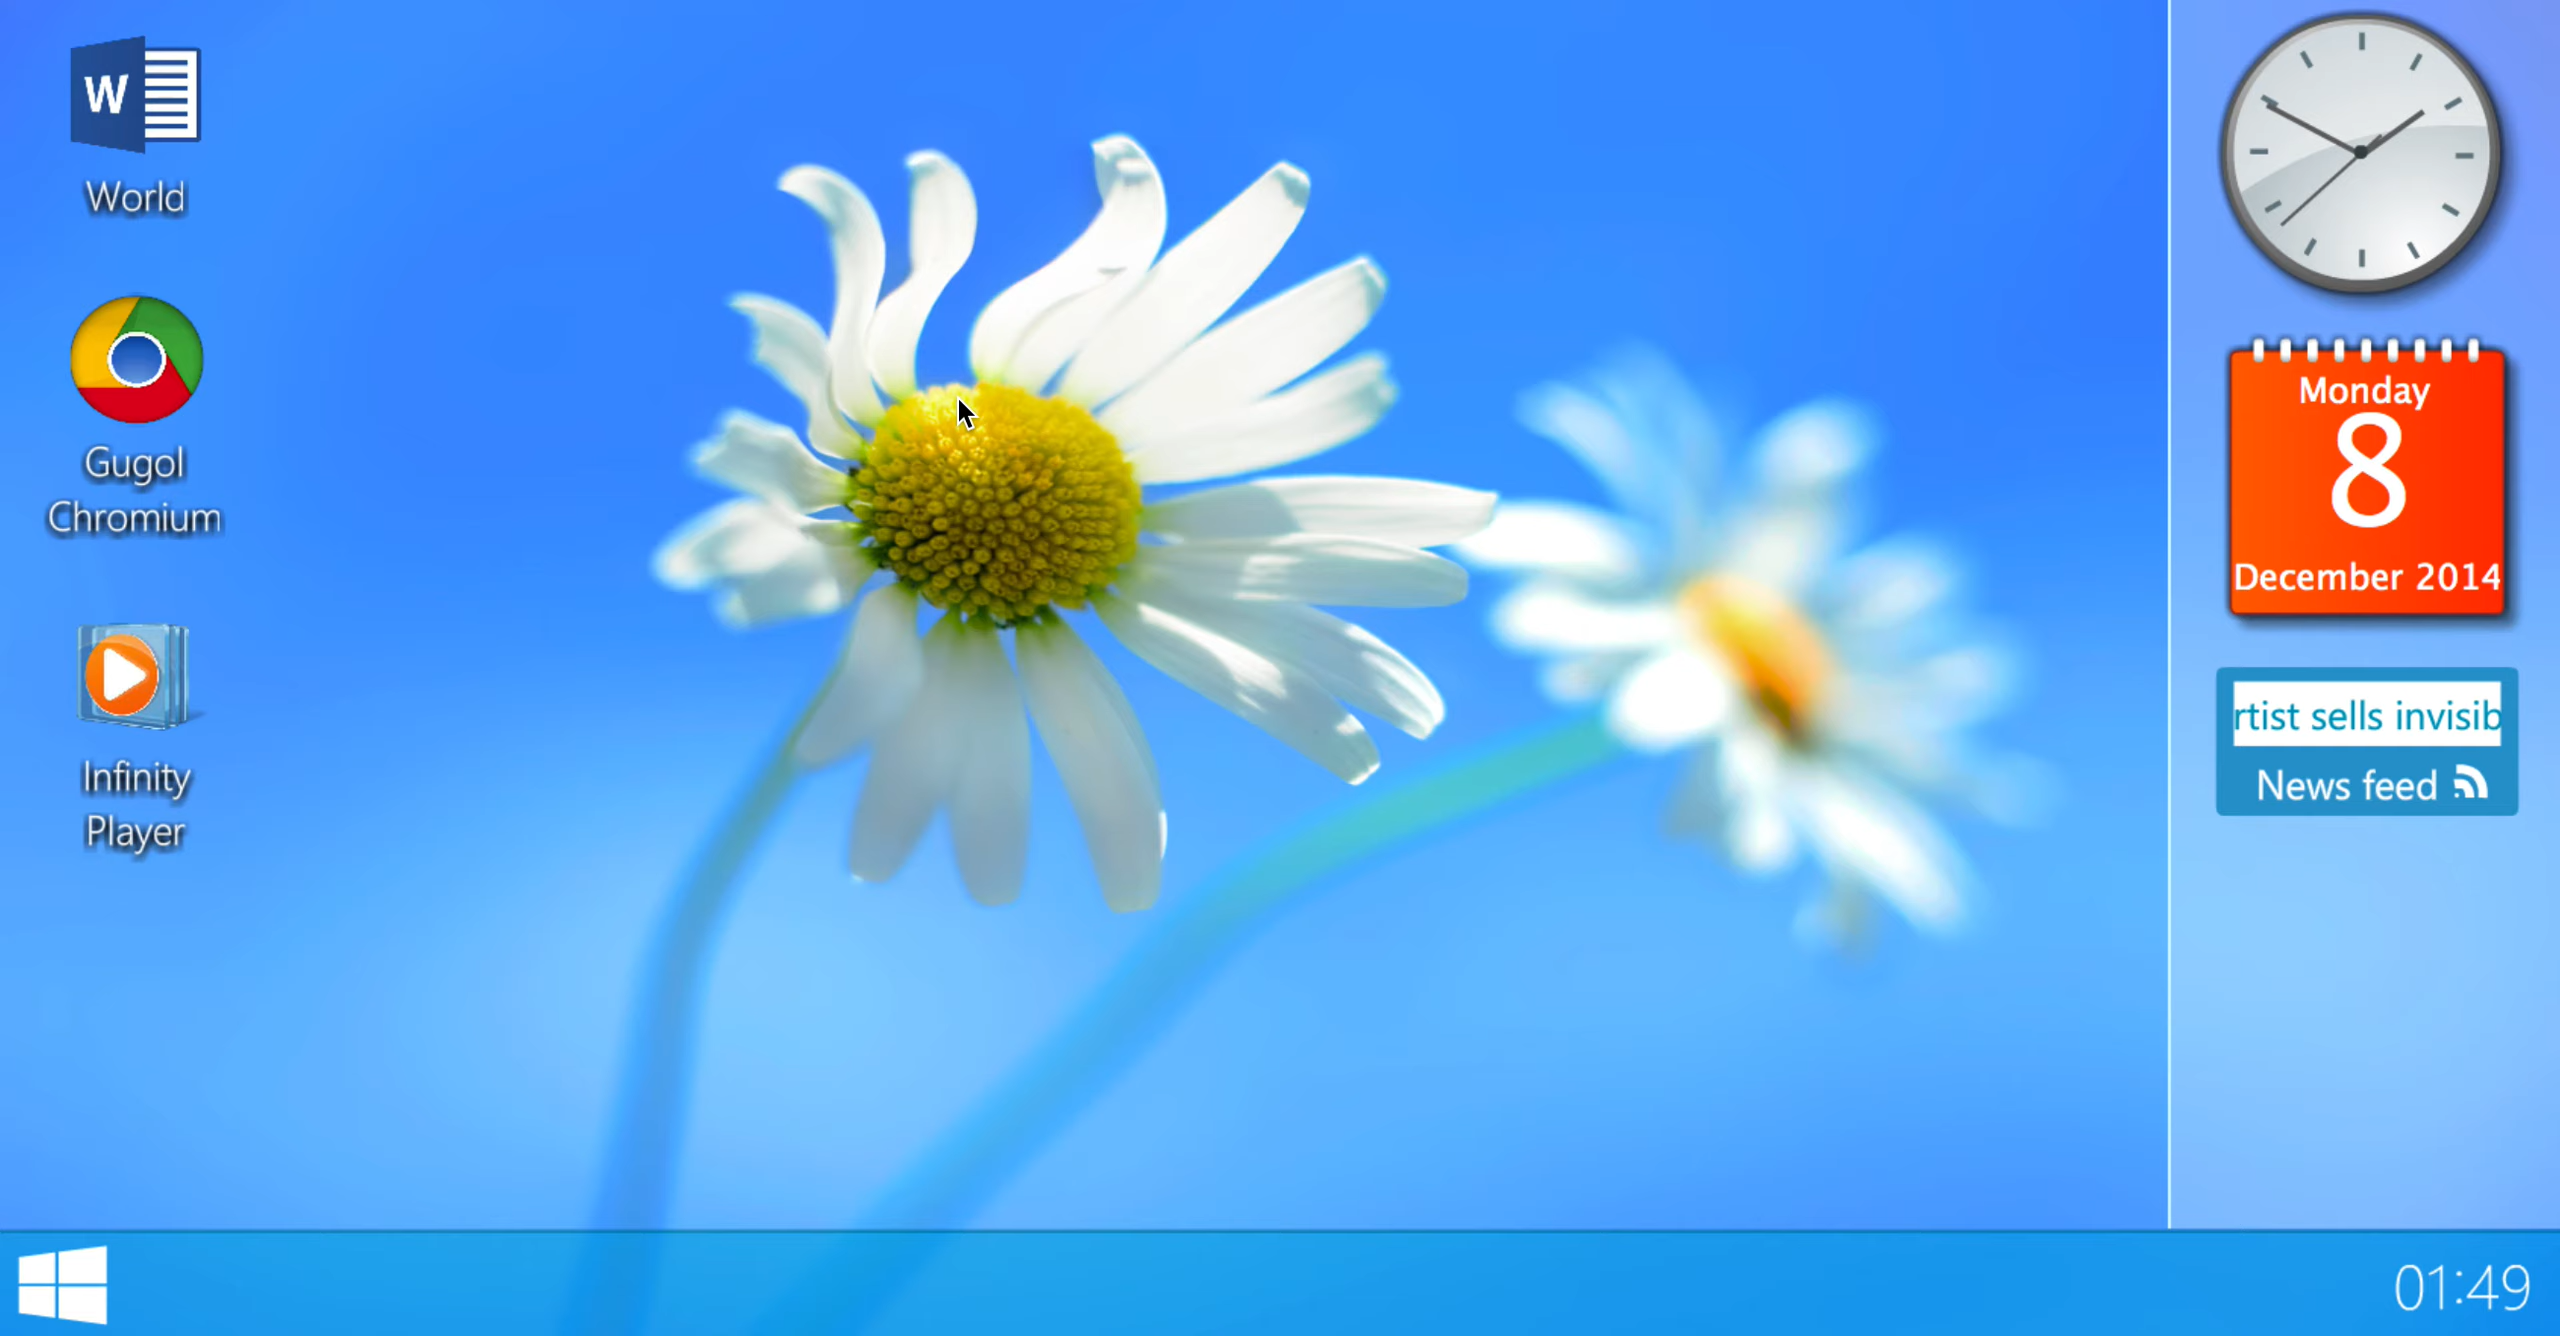 W
World
Gugol
Chromium
Infinity
Player
Monday
8
December 2014
rtist sells invisib
News feed
01:49